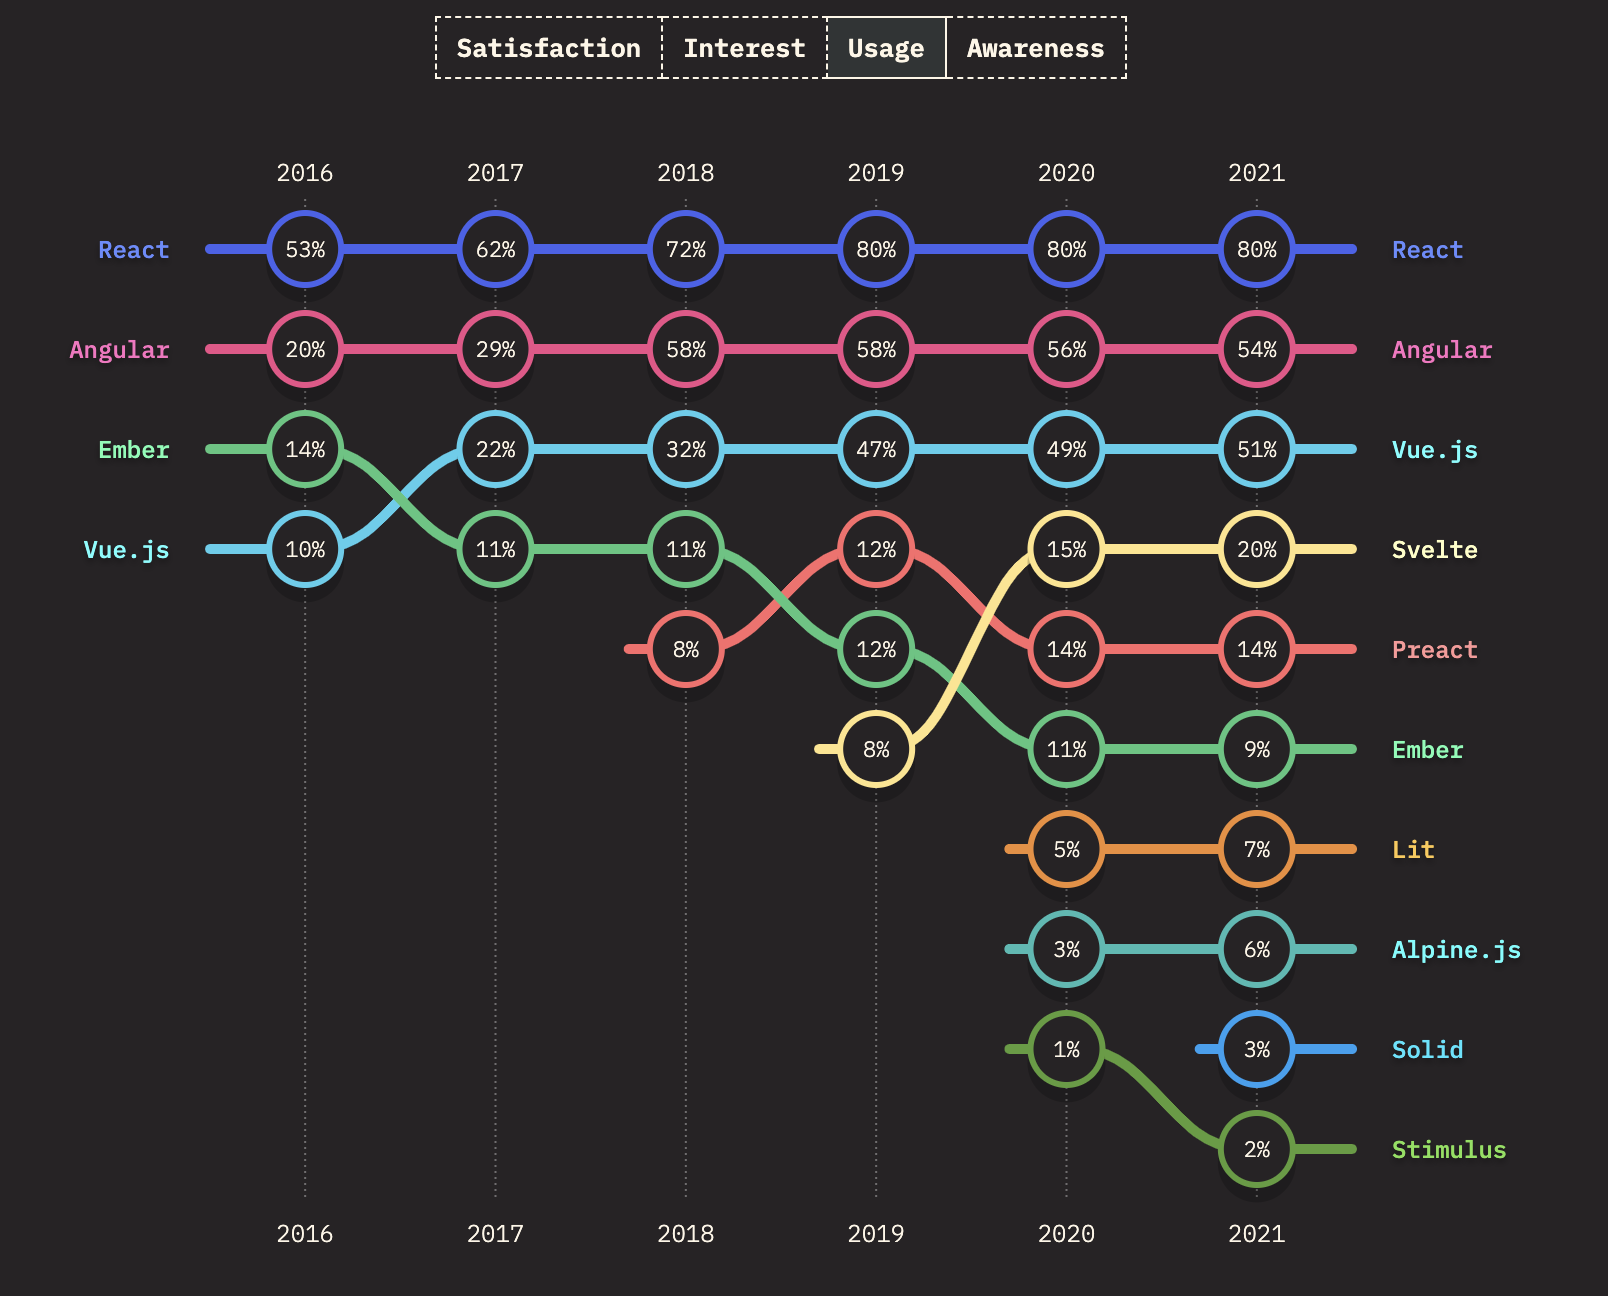 Satisfaction Interest Usage Awareness
2016 2017 2018 2019 2020 2021
React 53% 62% 72% 80% 80% 80% React
Angular 20% 29% 58% 58% 56% 54% Angular
Ember 14% 22% 32% 47% 49% 51% Vue.js
Vue.js 10% 11% 11% 12% 15% 20% Svelte
8% 12% 14% 14% Preact
8% 11% 9% Ember
5% 7% Lit
3% 6% Alpine.js
1% 3% Solid
2% Stimulus
2016 2017 2018 2019 2020 2021